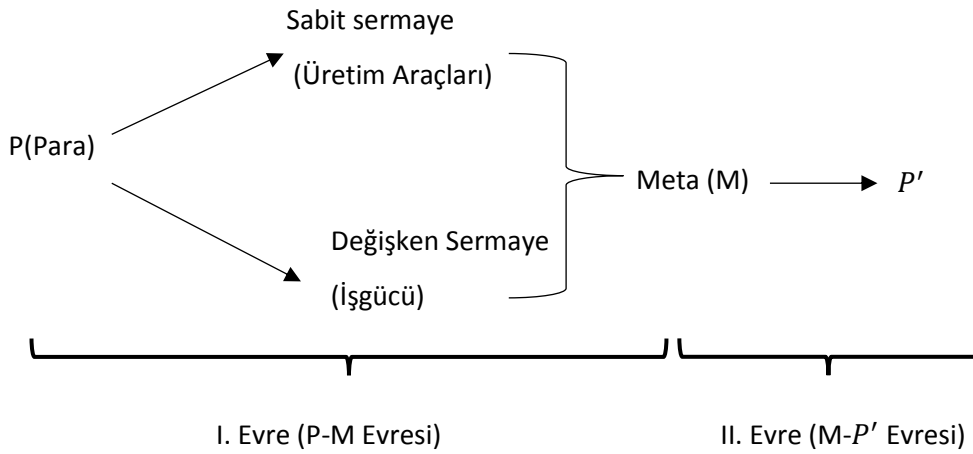 Sabit sermaye
(Üretim Araçları)
P(Para)
Meta (M)
P′
Değişken Sermaye
(İşgücü)
I. Evre (P-M Evresi)
II. Evre (M-P′ Evresi)